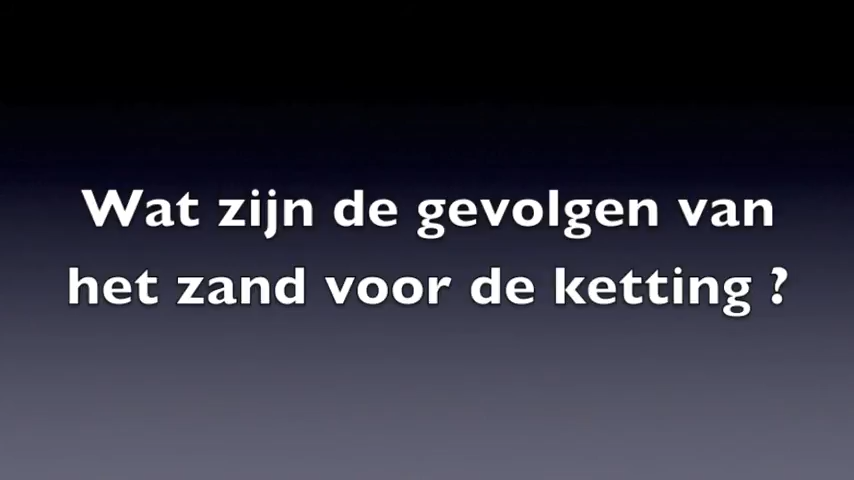 Wat zijn de gevolgen van
het zand voor de ketting ?